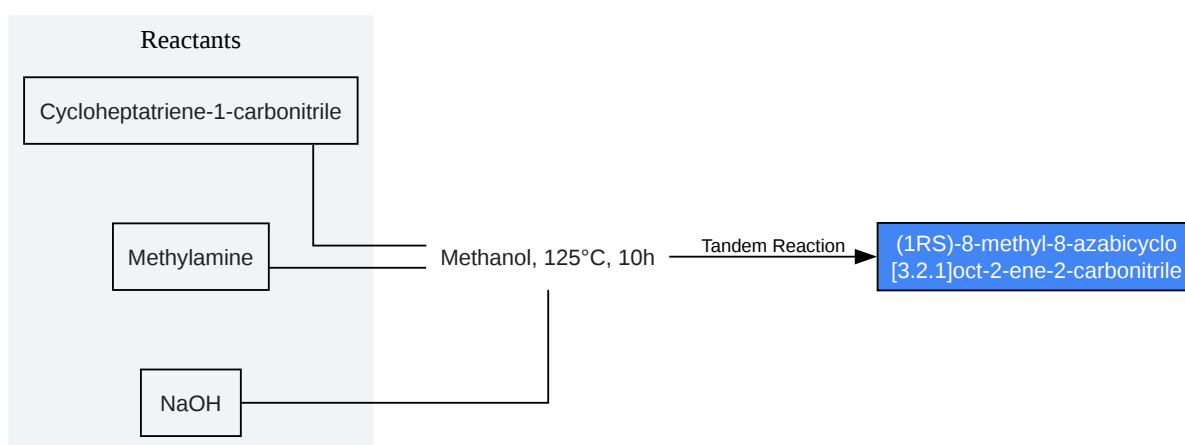 Reactants
Cycloheptatriene-1-carbonitrile
Methylamine
NaOH
Methanol, 125°C, 10h
Tandem Reaction
(1RS)-8-methyl-8-azabicyclo
[3.2.1]oct-2-ene-2-carbonitrile